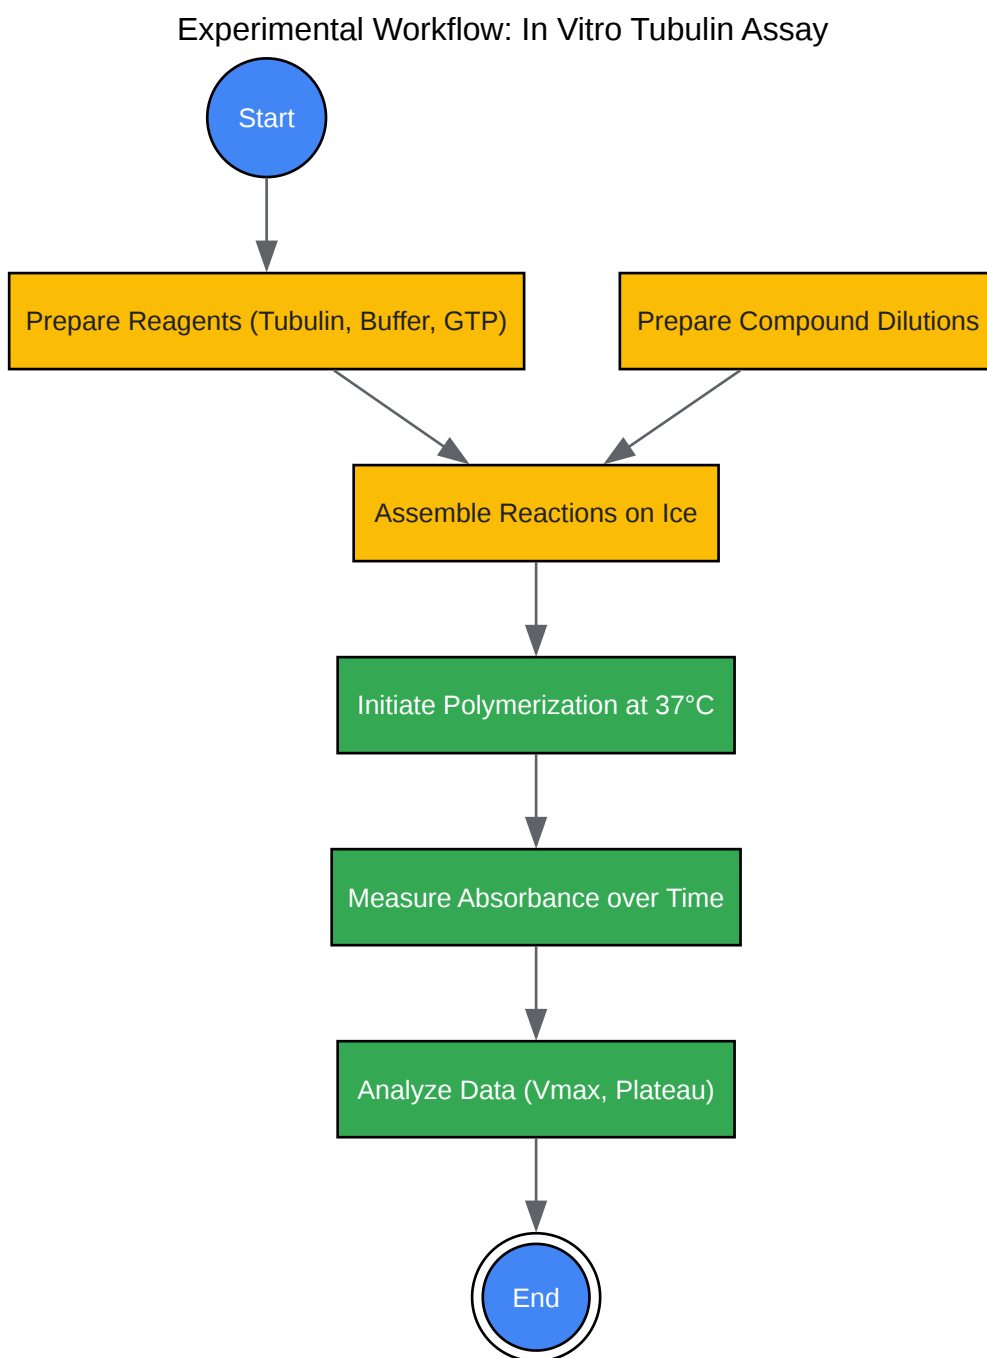 Experimental Workflow: In Vitro Tubulin Assay
Start
Prepare Reagents (Tubulin, Buffer, GTP)
Prepare Compound Dilutions
Assemble Reactions on Ice
Initiate Polymerization at 37°C
Measure Absorbance over Time
Analyze Data (Vmax, Plateau)
End